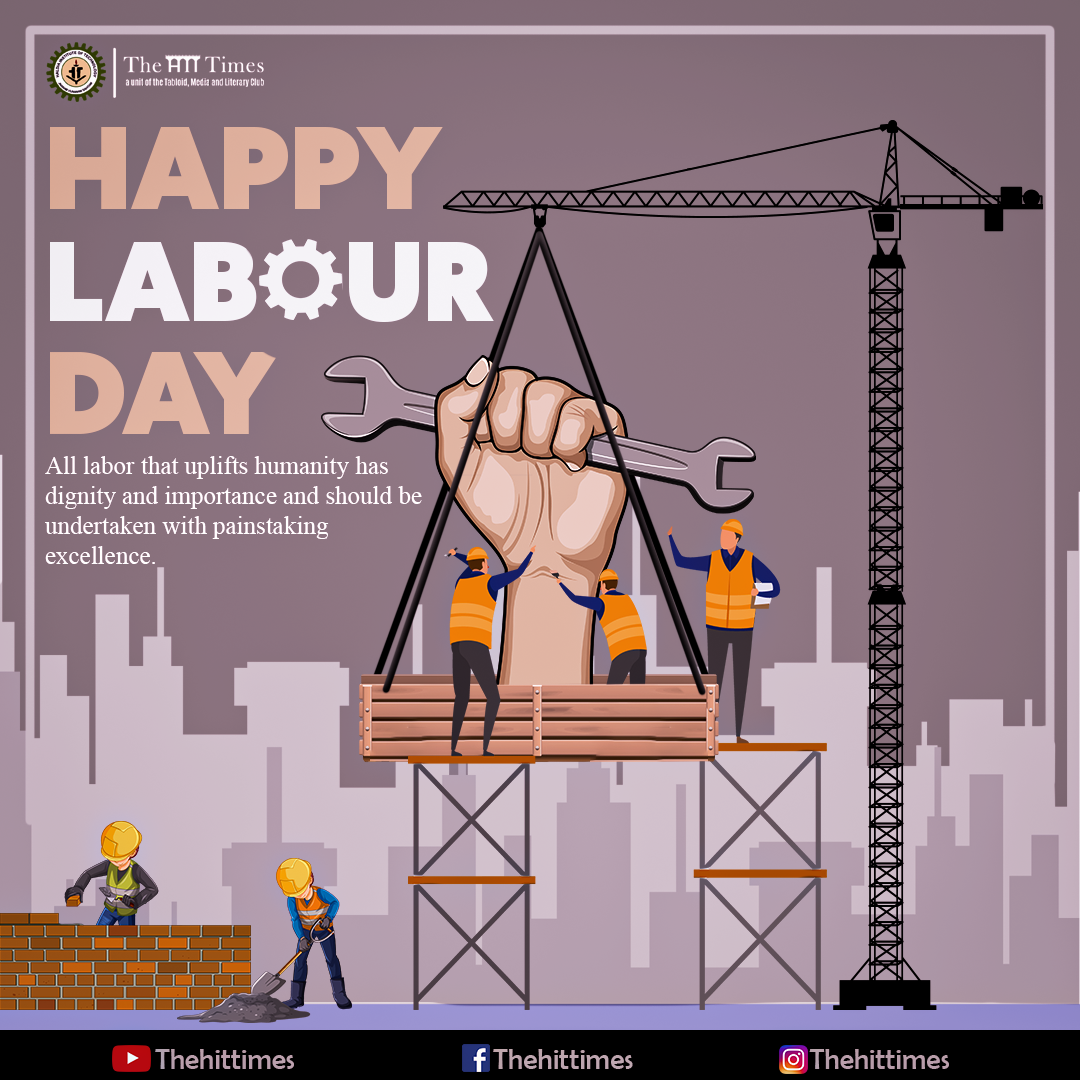 The HIT Times
a unit of the Tabloid, Media and Literary Club
HAPPY
LABOUR
DAY
All labor that uplifts humanity has
dignity and importance and should be
undertaken with painstaking
excellence.
Thehittimes
Thehittimes
Thehittimes